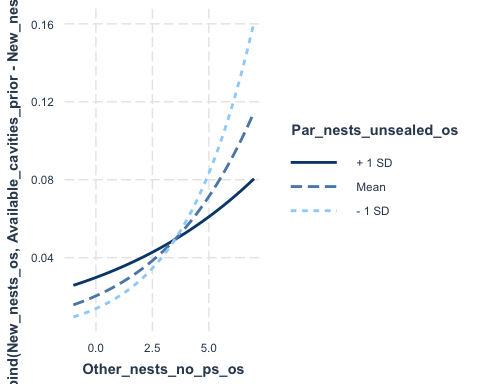 bind(New_nests_os, Available_cavities_prior - New_nes
0.16
0.12
0.08
0.04
0.0 2.5 5.0
Other_nests_no_ps_os
Par_nests_unsealed_os
+ 1 SD
Mean
- 1 SD